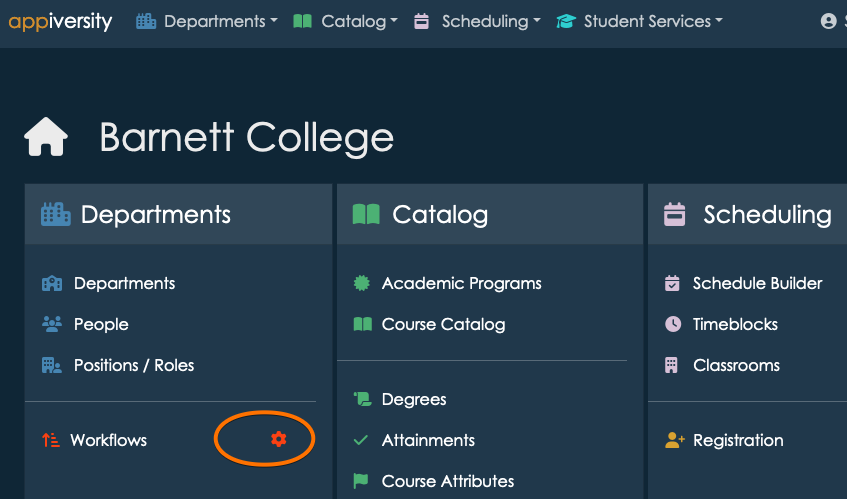 appiversity Departments Catalog Scheduling Student Services
Barnett College
Departments
Departments
People
Positions / Roles
Workflows
Catalog
Academic Programs
Course Catalog
Degrees
Attainments
Course Attributes
Scheduling
Schedule Builder
Timeblocks
Classrooms
Registration